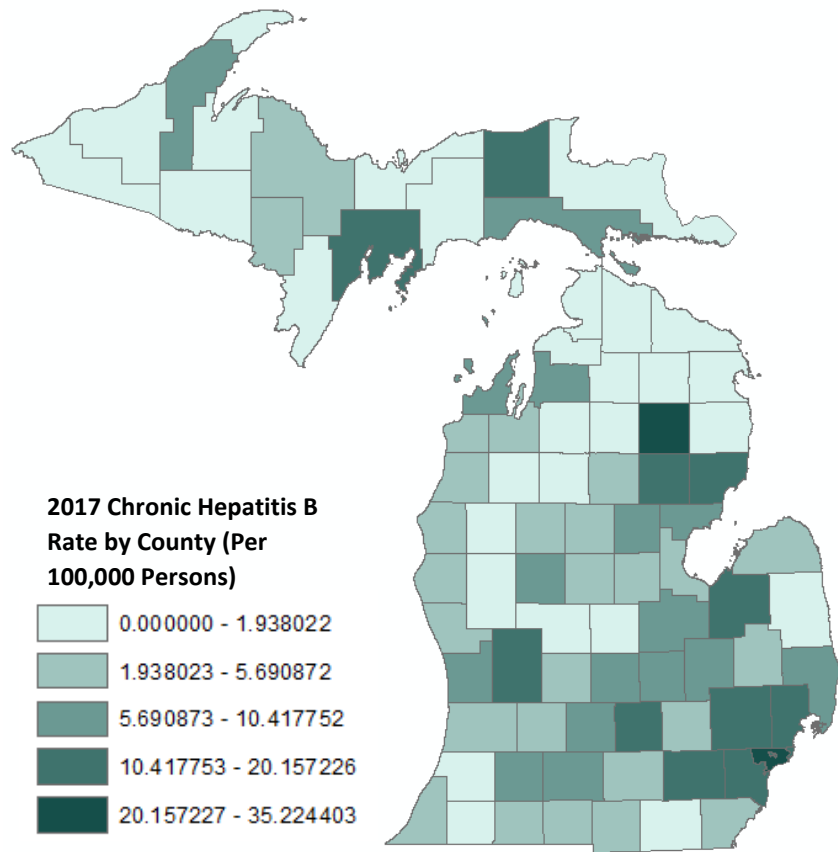 2017 Chronic Hepatitis B
Rate by County (Per
100,000 Persons)
0.000000 - 1.938022
1.938023 - 5.690872
5.690873 - 10.417752
10.417753 - 20.157226
20.157227 - 35.224403